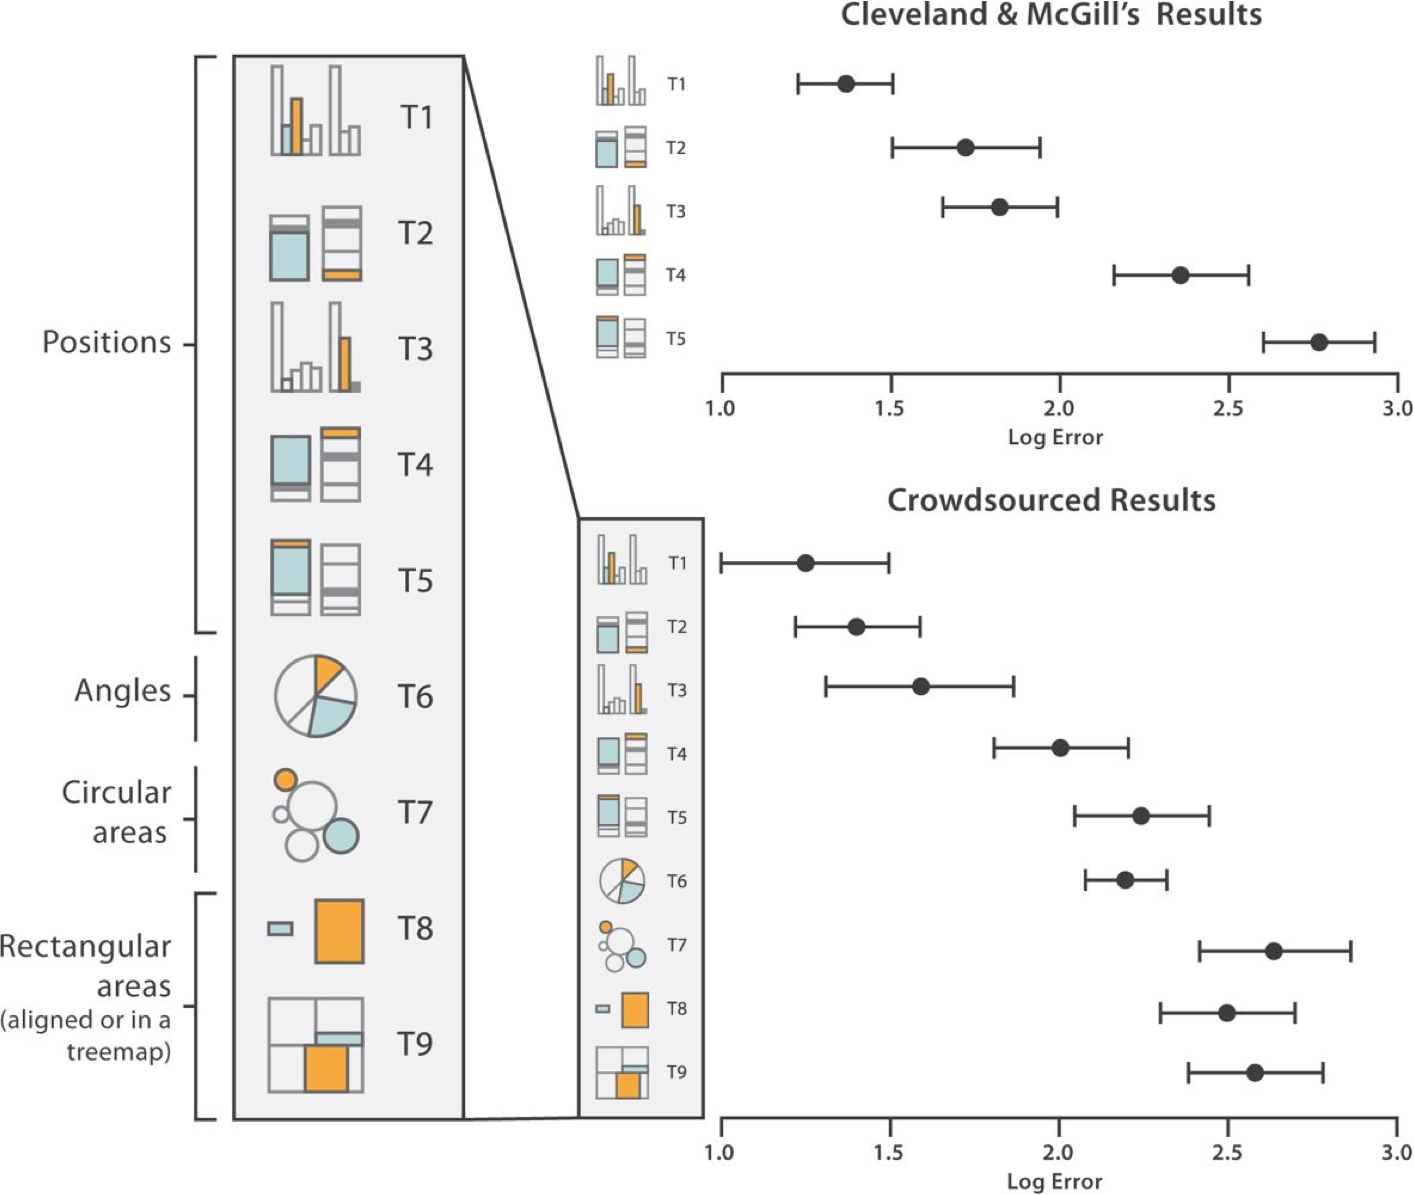 Cleveland & McGill's Results
Positions
Angles
Circular
areas
Rectangular
areas
(aligned or in a
treemap)
T1
T2
T3
T4
T5
T6
T7
T8
T9
T1
T2
T3
T4
T5
1.0 1.5 2.0 2.5 3.0
Log Error
Crowdsourced Results
T1
T2
T3
T4
T5
T6
T7
T8
T9
1.0 1.5 2.0 2.5 3.0
Log Error